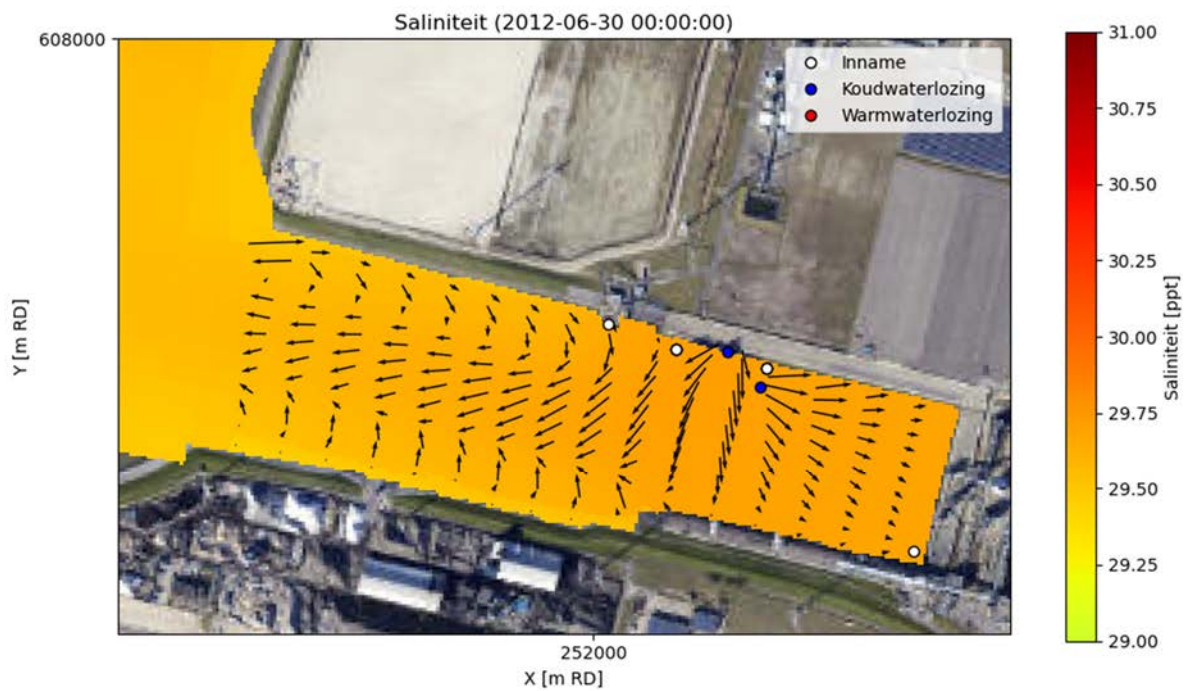 Saliniteit (2012-06-30 00:00:00)
608000
Y [m RD]
252000
X [m RD]
Inname
Koudwaterlozing
Warmwaterlozing
31.00
30.75
30.50
30.25
30.00
29.75
29.50
29.25
29.00
Saliniteit [ppt]